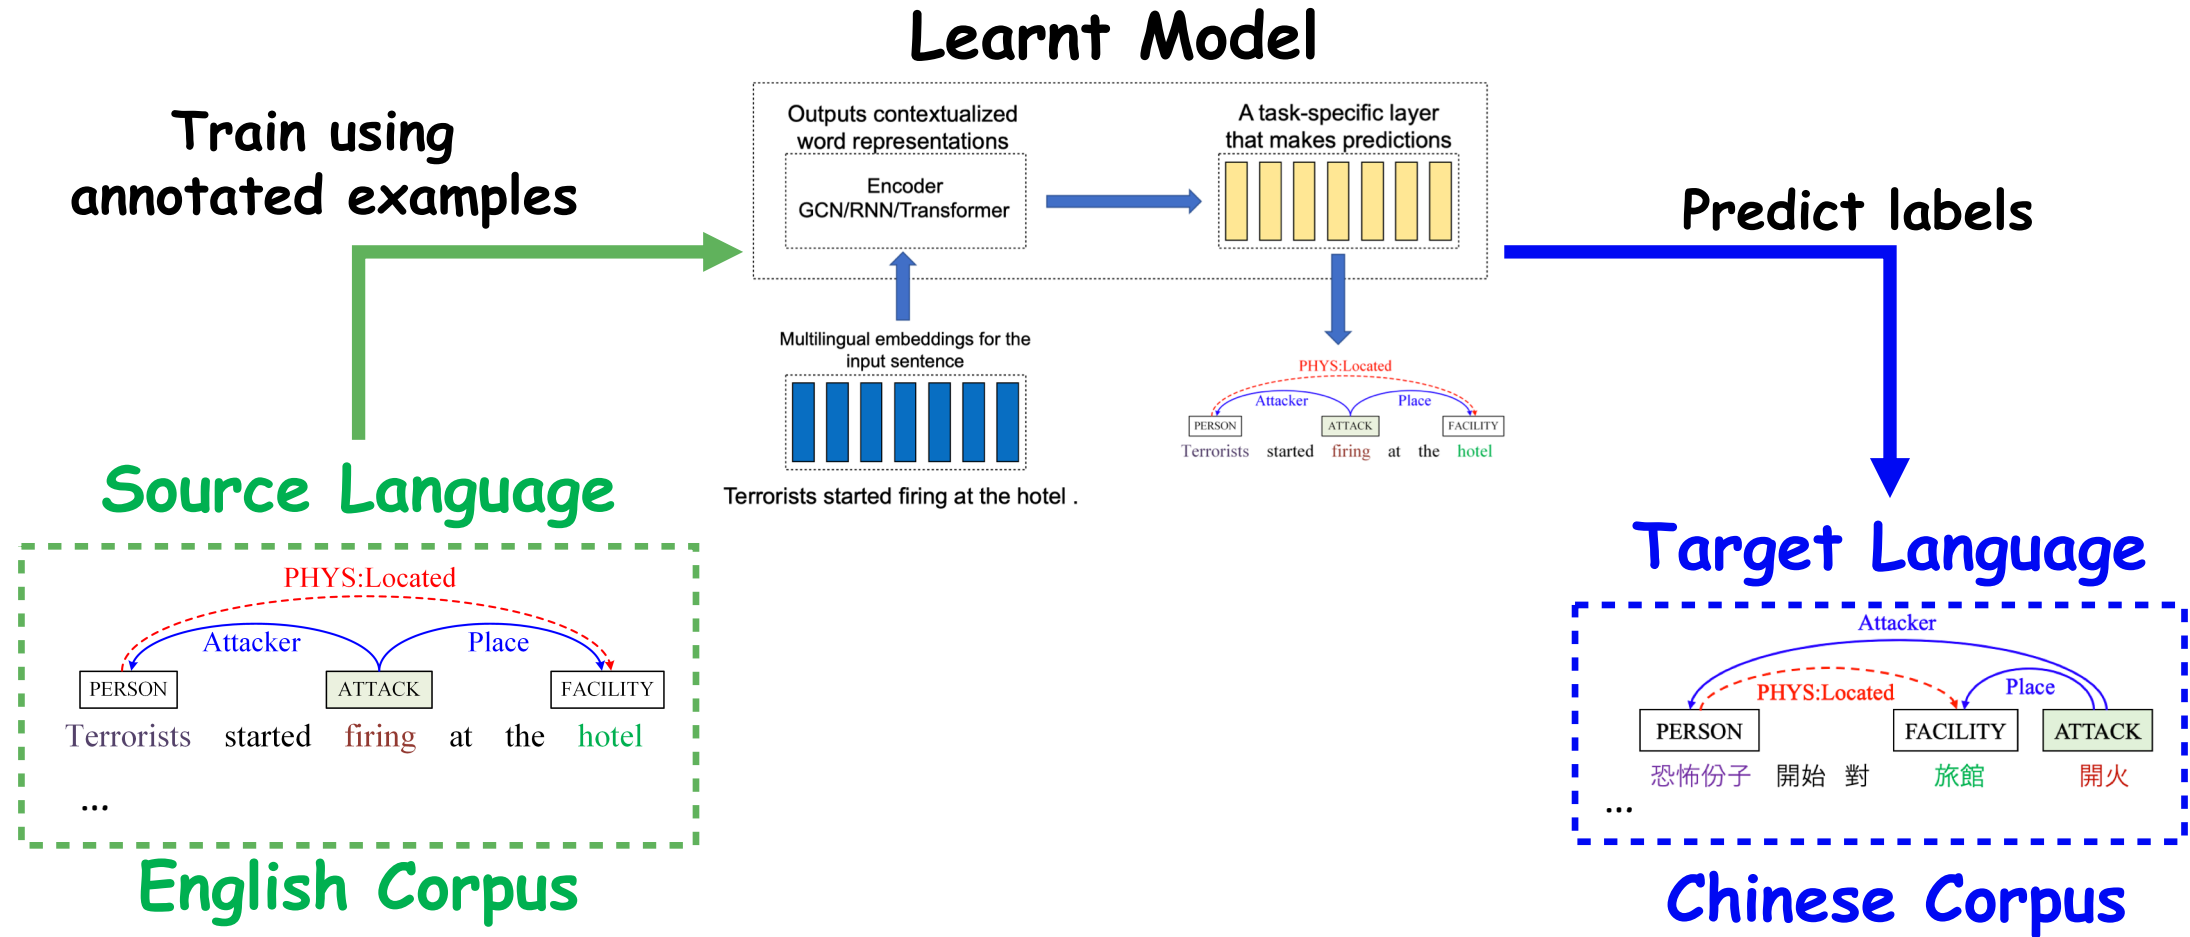 Learnt Model
Train using
annotated examples
Outputs contextualized
word representations
Encoder
GCN/RNN/Transformer
A task-specific layer
that makes predictions
Multilingual embeddings for the
input sentence
Terrorists started firing at the hotel .
PHYS:Located
Attacker Place
PERSON ATTACK FACILITY
Terrorists started firing at the hotel
Predict labels
Source Language
PHYS:Located
Attacker Place
PERSON ATTACK FACILITY
Terrorists started firing at the hotel
...
English Corpus
Target Language
Attacker
PHYS:Located Place
PERSON FACILITY ATTACK
恐怖份子 開始 對 旅館 開火
...
Chinese Corpus